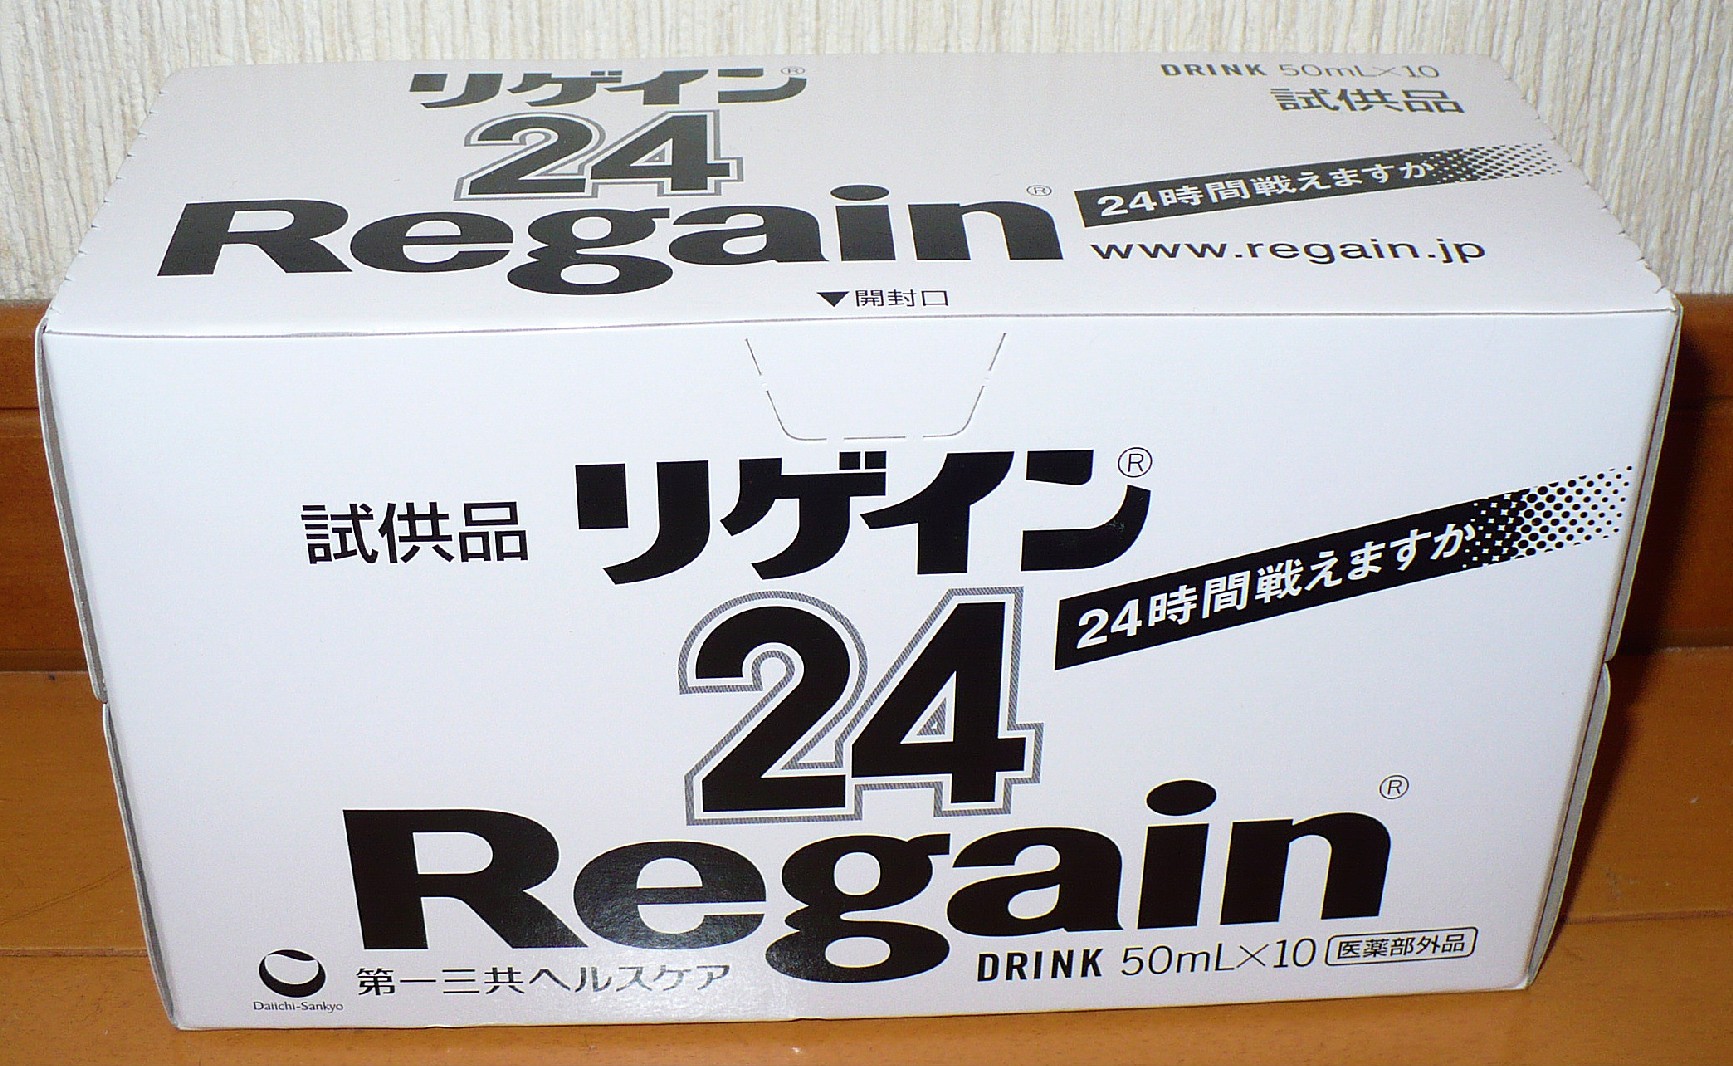 リゲイン®
24
Regain®
DRINK 50mL×10
試供品
24時間戦えますか
www.regain.jp
▼開封口
試供品
リゲイン®
24
24時間戦えますか
Regain®
DRINK 50mL×10 医薬部外品
Daiichi-Sankyo
第一三共ヘルスケア